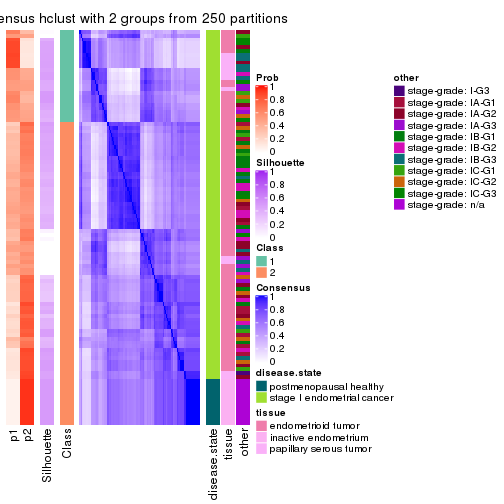 ensus hclust with 2 groups from 250 partitions
p1
p2
Silhouette
Class
disease.state
tissue
other
Prob
1
0.8
0.6
0.4
0.2
0
Silhouette
1
0.8
0.6
0.4
0.2
0
Class
1
2
Consensus
1
0.8
0.6
0.4
0.2
0
disease.state
postmenopausal healthy
stage I endometrial cancer
tissue
endometrioid tumor
inactive endometrium
papillary serous tumor
other
stage-grade: I-G3
stage-grade: IA-G1
stage-grade: IA-G2
stage-grade: IA-G3
stage-grade: IB-G1
stage-grade: IB-G2
stage-grade: IB-G3
stage-grade: IC-G1
stage-grade: IC-G2
stage-grade: IC-G3
stage-grade: n/a